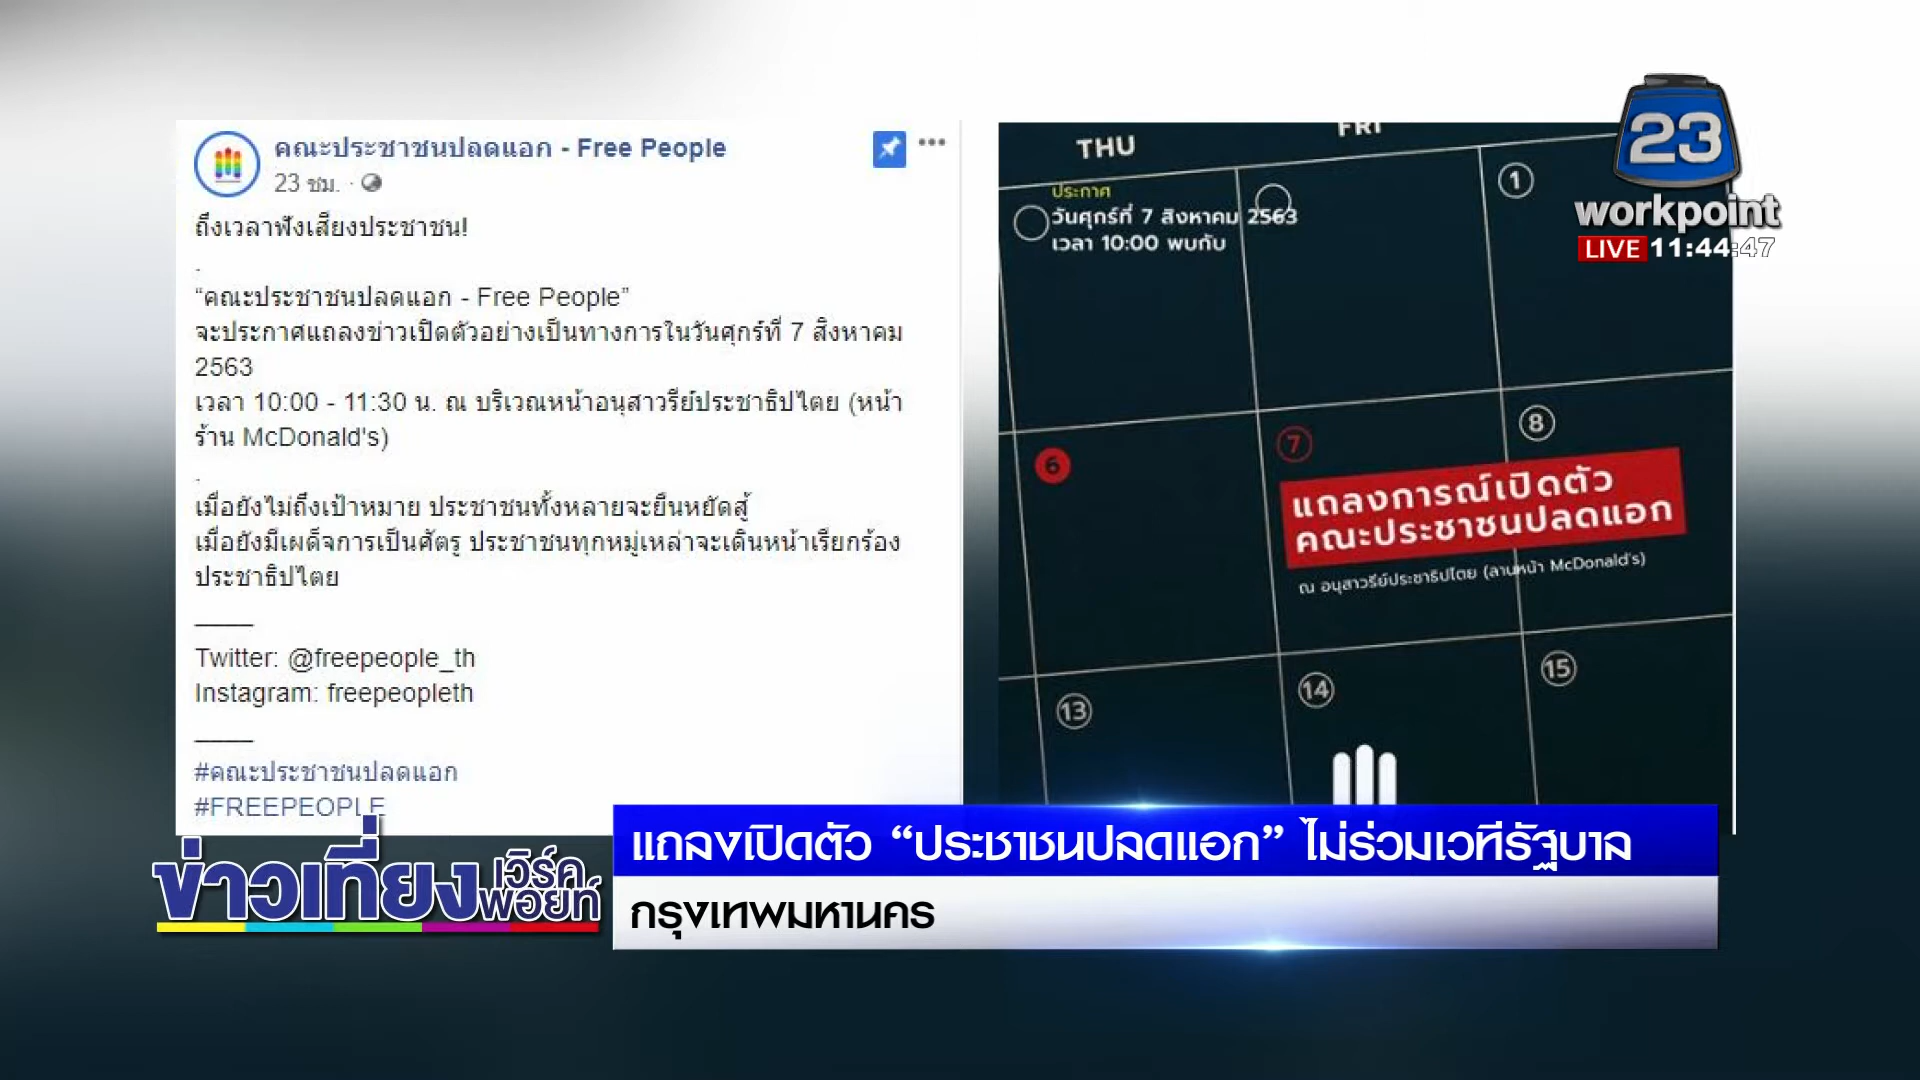 คณะประชาชนปลดแอก - Free People
23 ชม. ·
ถึงเวลาฟังเสียงประชาชน!
.
“คณะประชาชนปลดแอก - Free People”
จะประกาศแถลงข่าวเปิดตัวอย่างเป็นทางการในวันศุกร์ที่ 7 สิงหาคม
2563
เวลา 10:00 - 11:30 น. ณ บริเวณหน้าอนุสาวรีย์ประชาธิปไตย (หน้า
ร้าน McDonald's)
.
เมื่อยังไม่ถึงเป้าหมาย ประชาชนทั้งหลายจะยืนหยัดสู้
เมื่อยังมีเผด็จการเป็นศัตรู ประชาชนทุกหมู่เหล่าจะเดินหน้าเรียกร้อง
ประชาธิปไตย
____
Twitter: @freepeople_th
Instagram: freepeopleth
____
#คณะประชาชนปลดแอก
#FREEPEOPLE
THU
FRI
ประกาศ
วันศุกร์ที่ 7 สิงหาคม 2563
เวลา 10:00 พบกับ
1
6
7
8
แถลงการณ์เปิดตัว
คณะประชาชนปลดแอก
ณ อนุสาวรีย์ประชาธิปไตย (ลานหน้า McDonald's)
13
14
15
23
workpoint
LIVE 11:44:47
ข่าวเที่ยง
เวิร์ค
พอยท์
แถลงเปิดตัว “ประชาชนปลดแอก” ไม่ร่วมเวทีรัฐบาล
กรุงเทพมหานคร